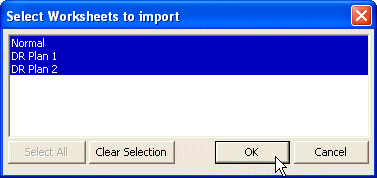 Select Worksheets to import
Normal
DR Plan 1
DR Plan 2
Select All
Clear Selection
OK
Cancel